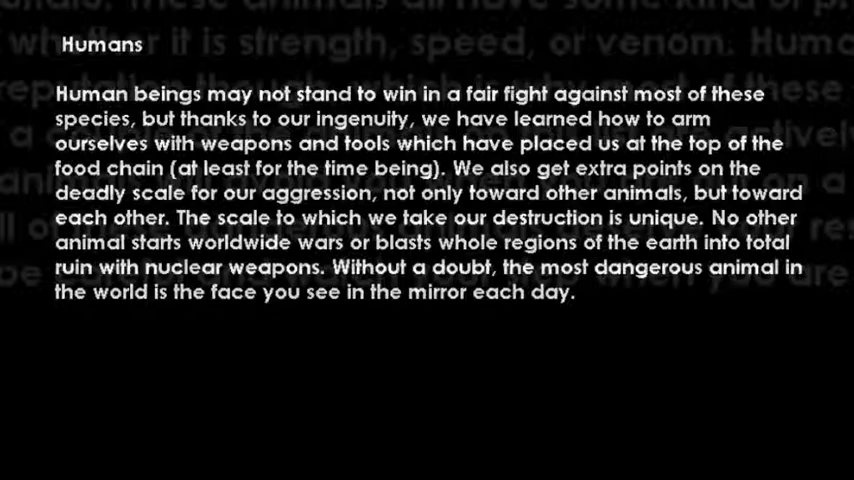 Humans
Human beings may not stand to win in a fair fight against most of these
species, but thanks to our ingenuity, we have learned how to arm
ourselves with weapons and tools which have placed us at the top of the
food chain (at least for the time being). We also get extra points on the
deadly scale for our aggression, not only toward other animals, but toward
each other. The scale to which we take our destruction is unique. No other
animal starts worldwide wars or blasts whole regions of the earth into total
ruin with nuclear weapons. Without a doubt, the most dangerous animal in
the world is the face you see in the mirror each day.